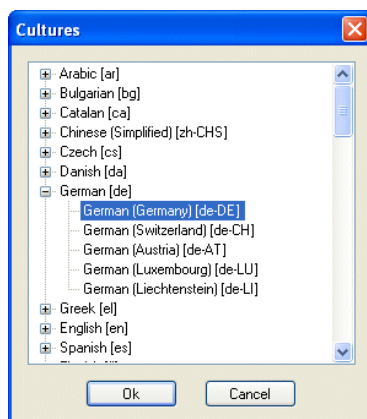 Cultures
Arabic [ar]
Bulgarian [bg]
Catalan [ca]
Chinese (Simplified) [zh-CHS]
Czech [cs]
Danish [da]
German [de]
German (Germany) [de-DE]
German (Switzerland) [de-CH]
German (Austria) [de-AT]
German (Luxembourg) [de-LU]
German (Liechtenstein) [de-LI]
Greek [el]
English [en]
Spanish [es]
Ok
Cancel